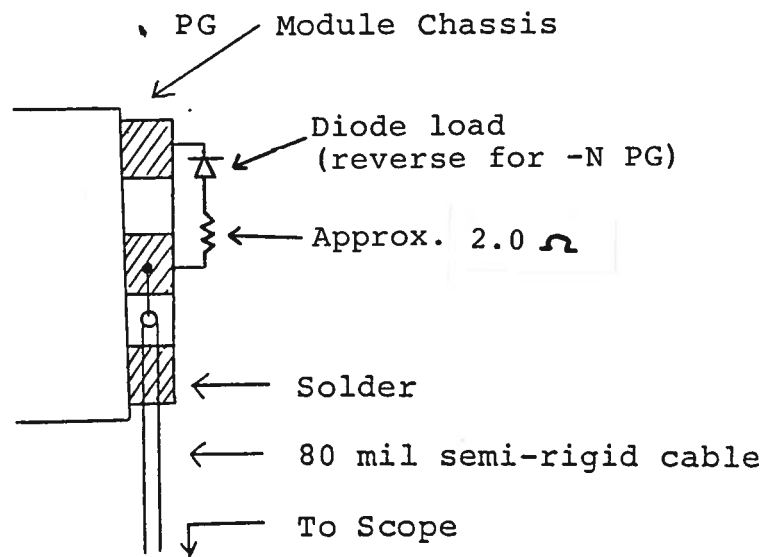 PG Module Chassis
Diode load
(reverse for -N PG)
Approx. 2.0 Ω
Solder
80 mil semi-rigid cable
To Scope